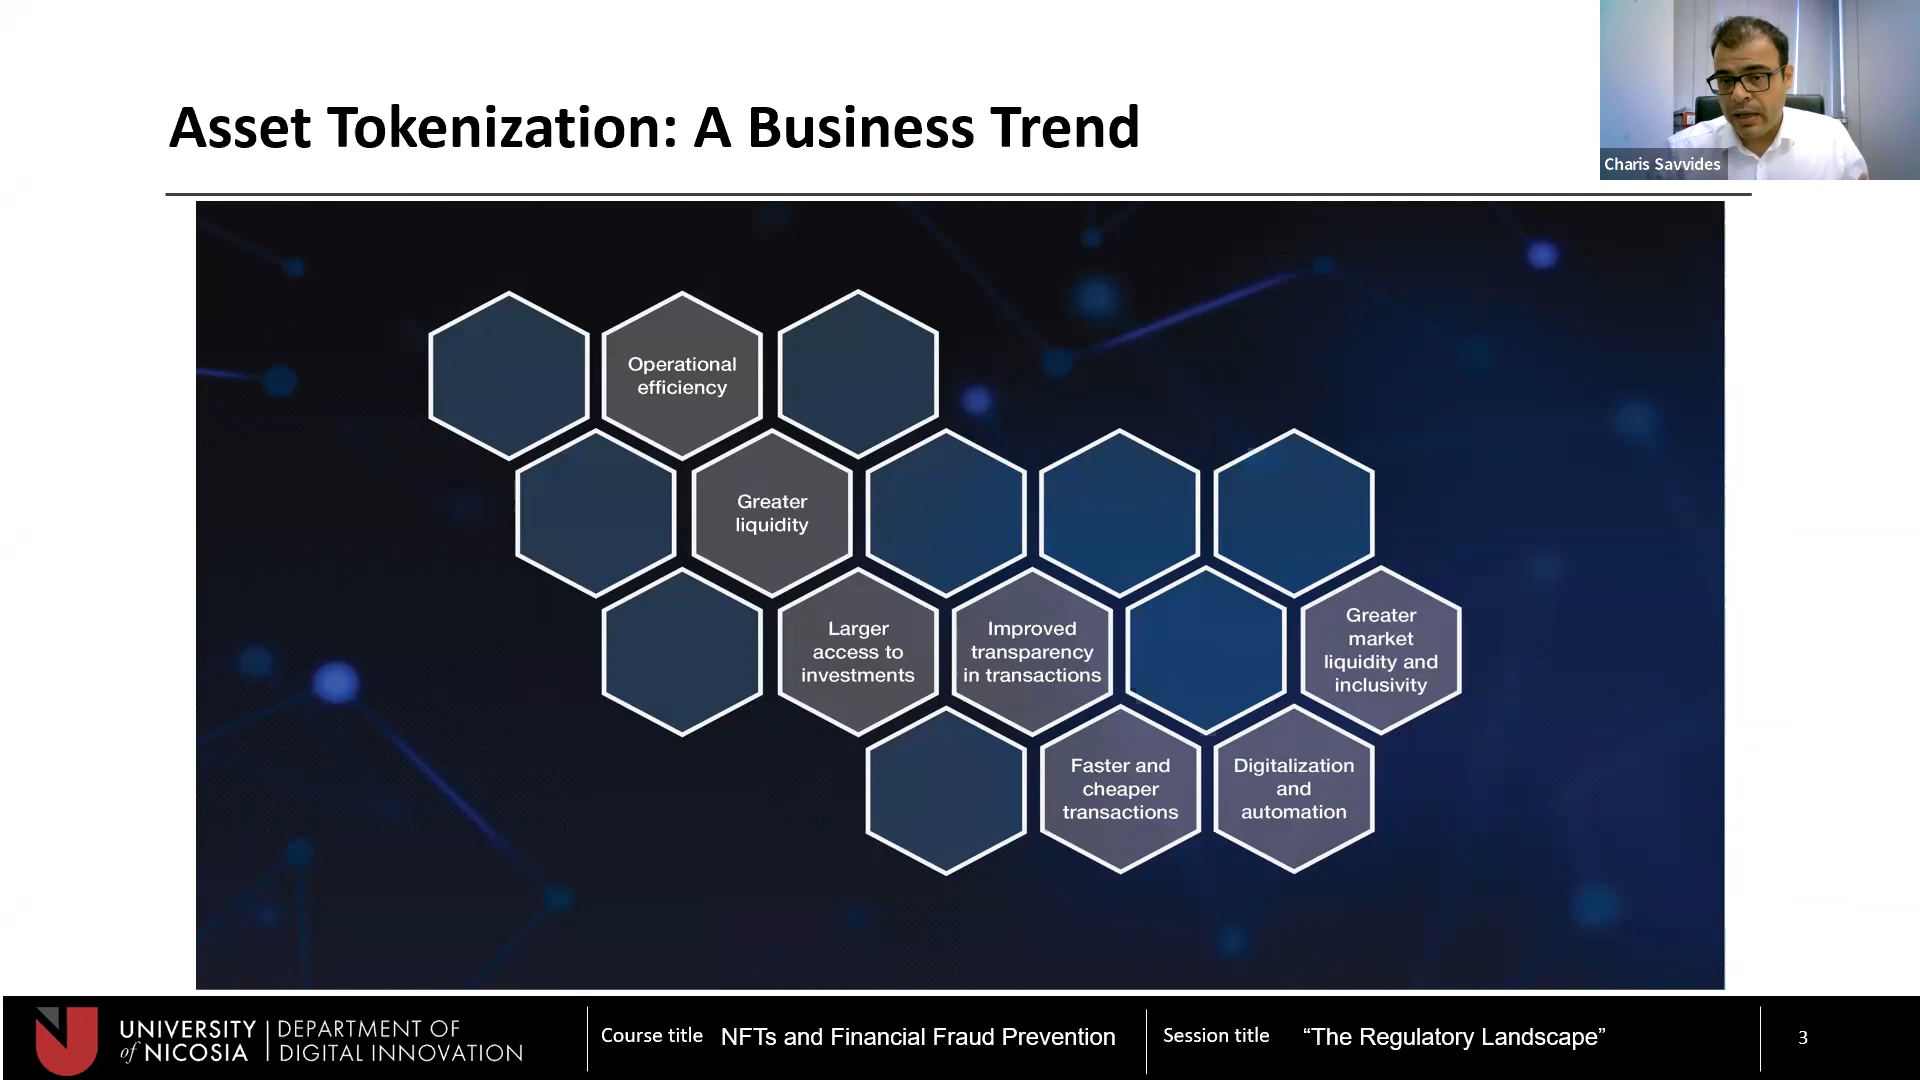 Asset Tokenization: A Business Trend
Charis Savvides
Operational
efficiency
Greater
liquidity
Larger
access to
investments
Improved
transparency
in transactions
Greater
market
liquidity and
inclusivity
Faster and
cheaper
transactions
Digitalization
and
automation
UNIVERSITY
of NICOSIA
DEPARTMENT OF
DIGITAL INNOVATION
Course title NFTs and Financial Fraud Prevention
Session title “The Regulatory Landscape”
3